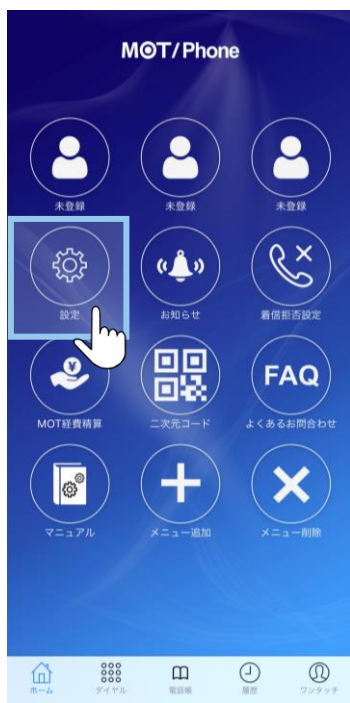 MOT/Phone
未登録
未登録
未登録
設定
お知らせ
着信拒否設定
¥
FAQ
MOT経費精算
二次元コード
よくあるお問合わせ
マニュアル
メニュー追加
メニュー削除
ホーム
ダイヤル
電話帳
履歴
ワンタッチ